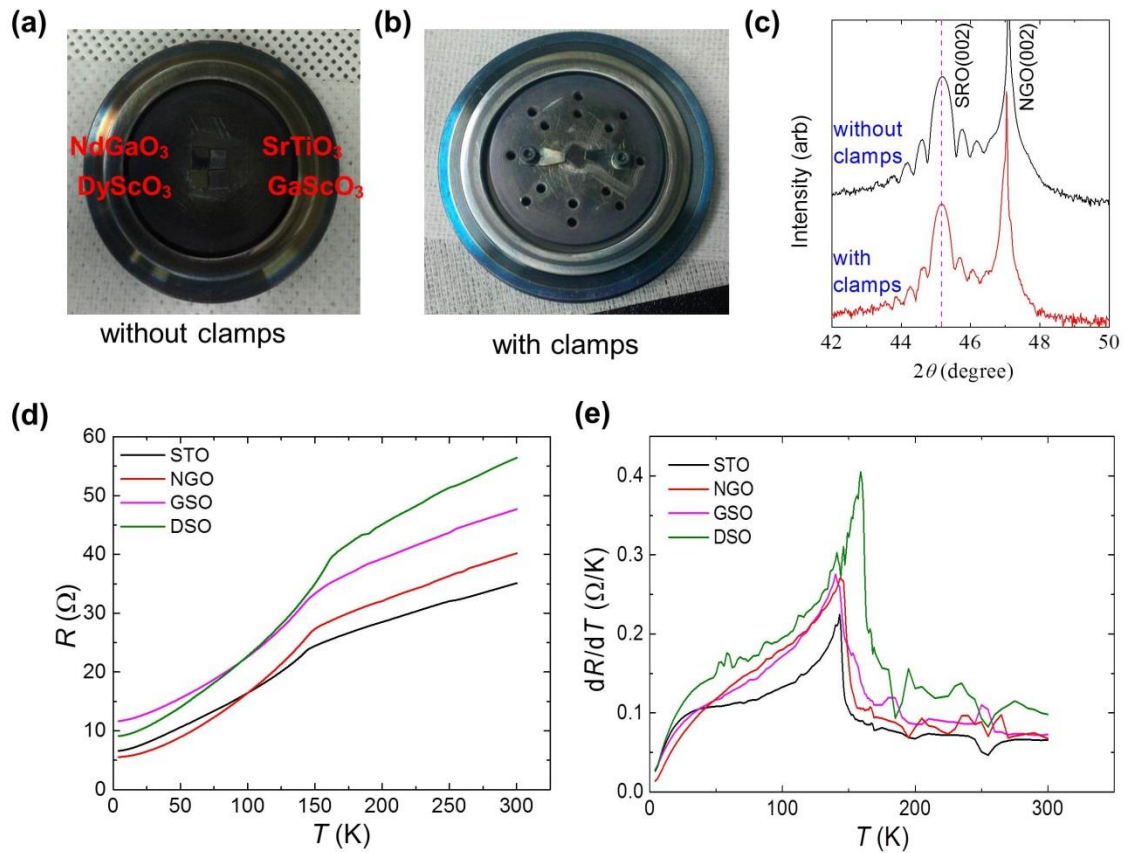 (a)
NdGaO₃ SrTiO₃
DyScO₃ GaScO₃
without clamps
(b)
with clamps
(c)
Intensity (arb)
without
clamps
with
clamps
SRO(002)
NGO(002)
42 44 46 48 50
2θ (degree)
(d)
R (Ω)
60
50
40
30
20
10
0
STO
NGO
GSO
DSO
0 50 100 150 200 250 300
T (K)
(e)
dR/dT (Ω/K)
0.4
0.3
0.2
0.1
0.0
STO
NGO
GSO
DSO
0 50 100 150 200 250 300
T (K)